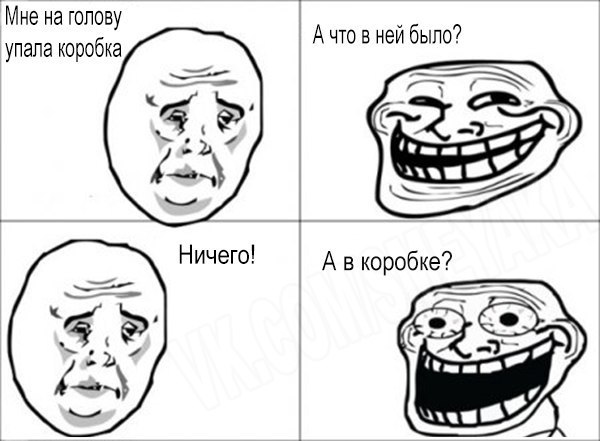 Мне на голову
упала коробка
А что в ней было?
Ничего!
А в коробке?